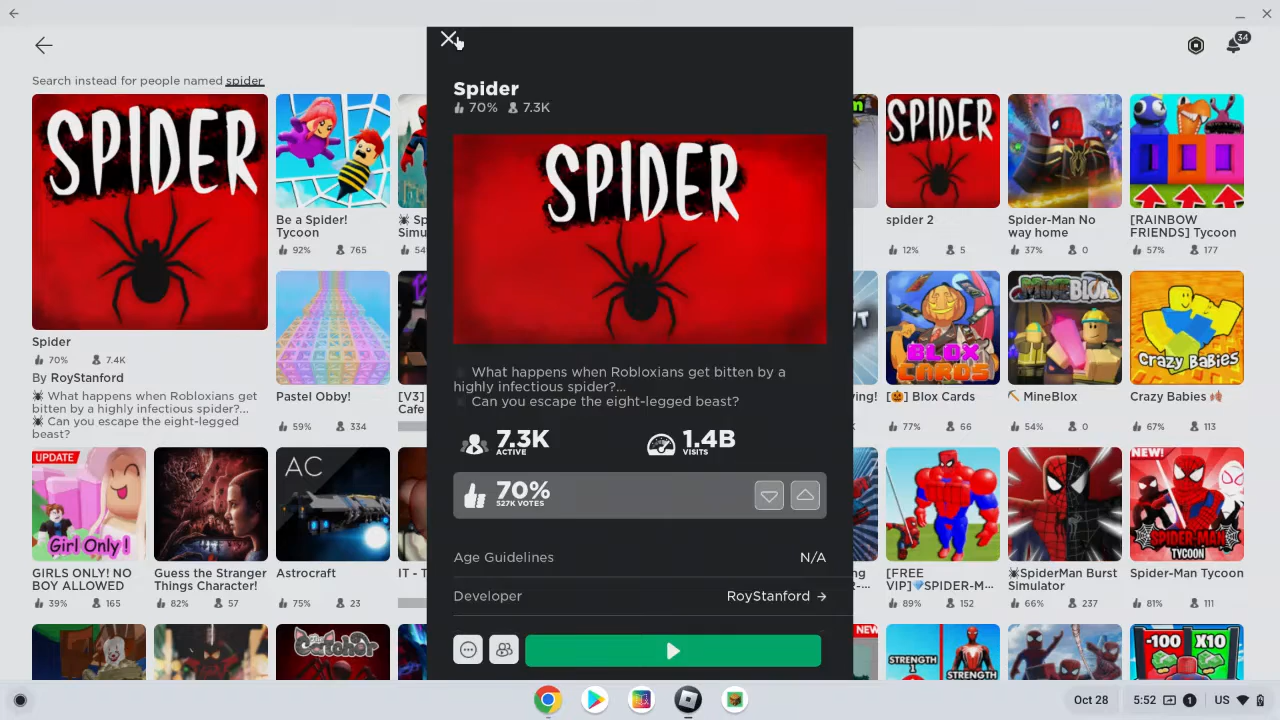 34
Search instead for people named spider
SPIDER
Spider
70% 7.4K
By RoyStanford
What happens when Robloxians get bitten by a highly infectious spider?...
Can you escape the eight-legged beast?
Be a Spider! Tycoon
92% 765
Pastel Obby!
59% 334
[V3]
Cafe
Spider
70% 7.3K
SPIDER
What happens when Robloxians get bitten by a
highly infectious spider?...
Can you escape the eight-legged beast?
7.3K
ACTIVE
1.4B
VISITS
70%
527K VOTES
Age Guidelines N/A
Developer RoyStanford →
SPIDER
spider 2
12% 5
Spider-Man No way home
37% 0
[RAINBOW FRIENDS] Tycoon
57% 177
BLOX CARDS
[🎃] Blox Cards
77% 66
MINEBLOX
MineBlox
54% 0
Crazy Babies
Crazy Babies
67% 113
UPDATE
Girl Only !
GIRLS ONLY! NO BOY ALLOWED
39% 165
Guess the Stranger Things Character!
82% 57
AC
Astrocraft
75% 23
IT - T
[FREE VIP]💎SPIDER-M...
89% 152
SpiderMan Burst Simulator
66% 237
NEW!
SPIDER-MAN TYCOON
Spider-Man Tycoon
81% 111
The Catcher
NEW
STRENGTH 1
STRENGTH
-100 X10
Oct 28 5:52 1 US